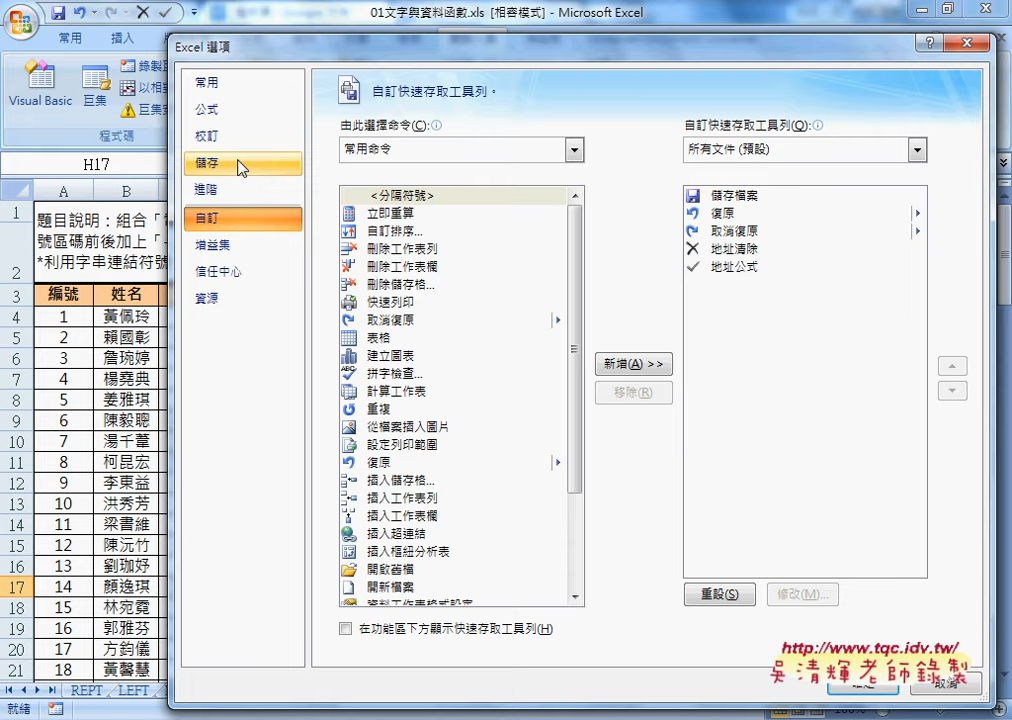 01文字與資料函數.xls [相容模式] - Microsoft Excel
常用
插入
Visual Basic
巨集
錄製
以相
巨集
程式碼
H17
A
B
1
題目說明：組合「
2
號區碼前後加上「
*利用字串連結符號
3 編號 姓名
4 1 黃佩玲
5 2 賴國彰
6 3 詹琬婷
7 4 楊堯典
8 5 姜雅琪
9 6 陳毅聰
10 7 湯千葦
11 8 柯昆宏
12 9 李東益
13 10 洪秀芳
14 11 梁書維
15 12 陳沅竹
16 13 劉珈妤
17 14 顏逸琪
18 15 林宛霓
19 16 郭雅芬
20 17 方鈞儀
21 18 黃馨慧
REPT LEFT
就緒
Excel 選項
常用
公式
校訂
儲存
進階
自訂
增益集
信任中心
資源
自訂快速存取工具列。
由此選擇命令(C):
常用命令
<分隔符號>
立即重算
自訂排序...
刪除工作表列
刪除工作表欄
刪除儲存格...
快速列印
取消復原
表格
建立圖表
拼字檢查...
計算工作表
重複
從檔案插入圖片
設定列印範圍
復原
插入儲存格...
插入工作表列
插入工作表欄
插入超連結
插入樞紐分析表
開啟舊檔
開新檔案
資料工作表格式設定
新增(A) >>
移除(R)
自訂快速存取工具列(Q):
所有文件 (預設)
儲存檔案
復原
取消復原
地址清除
地址公式
重設(S)
修改(M)...
在功能區下方顯示快速存取工具列(H)
http://www.tqc.idv.tw/
吳清輝老師錄製
取消
100%